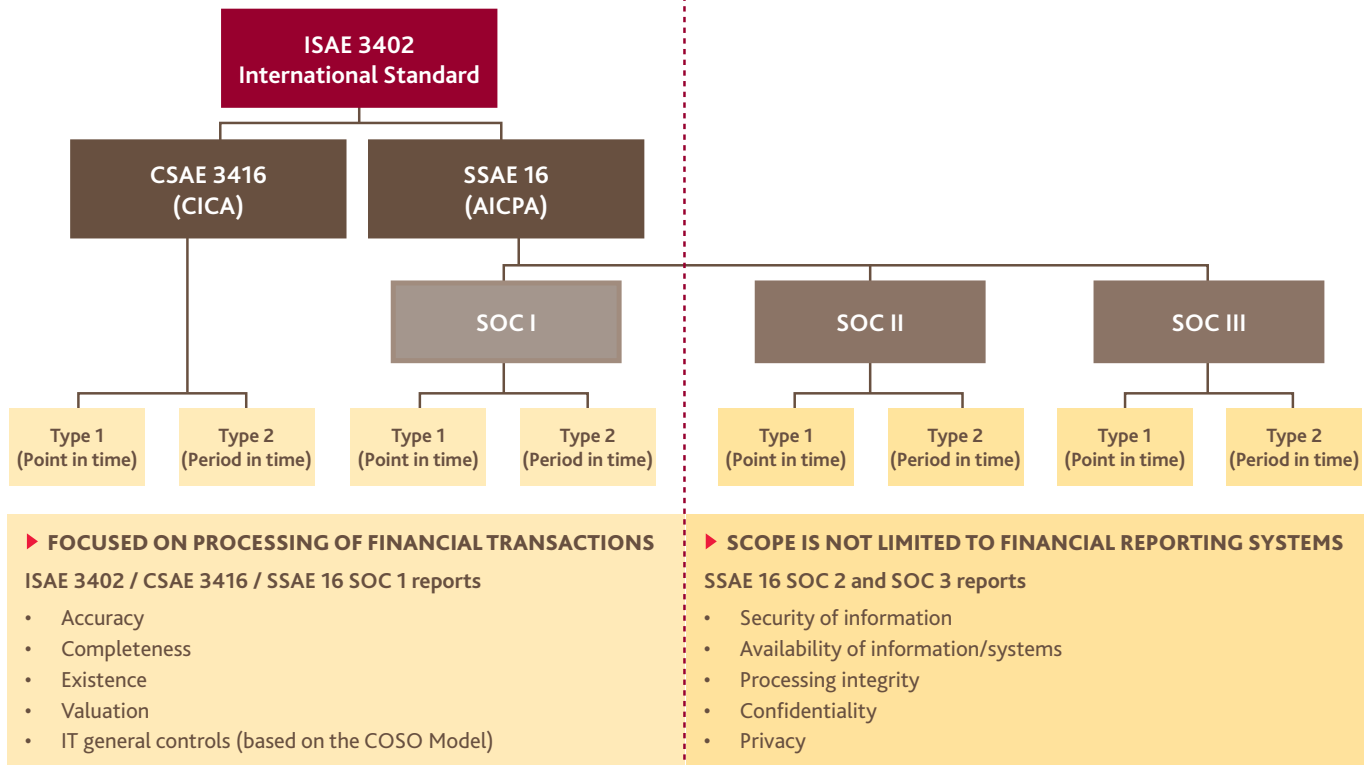 ISAE 3402
International Standard
CSAE 3416
(CICA)
SSAE 16
(AICPA)
SOC I
SOC II
SOC III
Type 1
(Point in time)
Type 2
(Period in time)
Type 1
(Point in time)
Type 2
(Period in time)
Type 1
(Point in time)
Type 2
(Period in time)
Type 1
(Point in time)
Type 2
(Period in time)
FOCUSED ON PROCESSING OF FINANCIAL TRANSACTIONS
ISAE 3402 / CSAE 3416 / SSAE 16 SOC 1 reports
• Accuracy
• Completeness
• Existence
• Valuation
• IT general controls (based on the COSO Model)
SCOPE IS NOT LIMITED TO FINANCIAL REPORTING SYSTEMS
SSAE 16 SOC 2 and SOC 3 reports
• Security of information
• Availability of information/systems
• Processing integrity
• Confidentiality
• Privacy